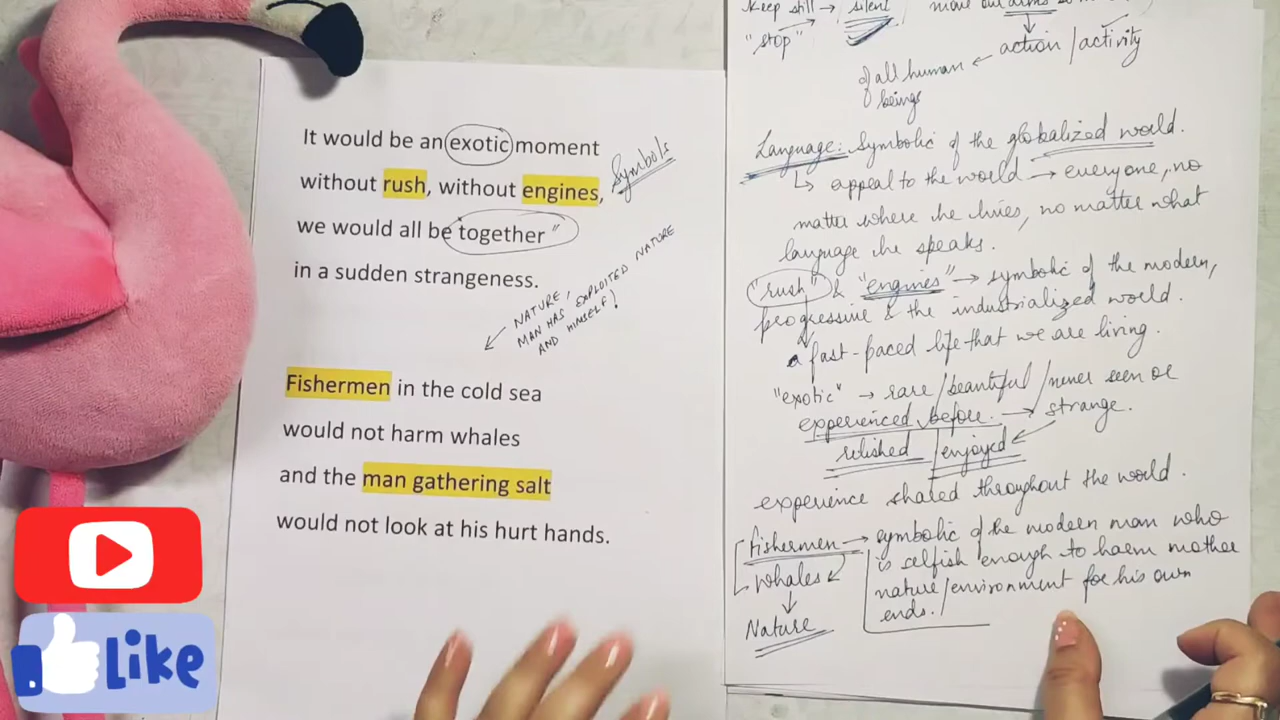 It would be an exotic moment
without rush, without engines,
Symbols
we would all be together"
in a sudden strangeness.
NATURE,
MAN HAS EXPLOITED NATURE
AND HIMSELF!
Fishermen in the cold sea
would not harm whales
and the man gathering salt
would not look at his hurt hands.
Like
Keep still → silent
"stop"
action / activity
of all human
beings
Language: Symbolic of the globalized world.
appeal to the world → everyone, no
matter where he lives, no matter what
language he speaks.
"rush" & "engines" → symbolic of the modern,
progressive & the industrialized world.
a fast-paced life that we are living.
"exotic" → rare/beautiful/never seen or
experienced before. → strange.
relished / enjoyed
experience shared throughout the world.
fishermen → symbolic of the modern man who
whales is selfish enough to harm mother
nature/environment for his own
ends.
Nature